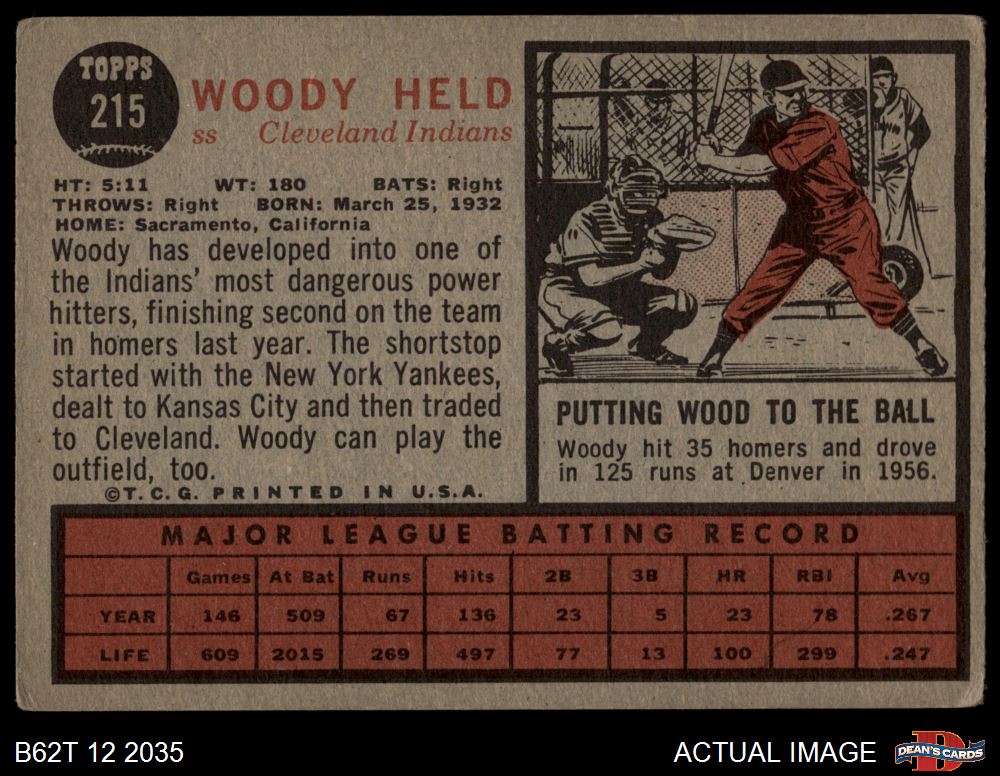 TOPPS
215
WOODY HELD
ss Cleveland Indians
HT: 5:11 WT: 180 BATS: Right
THROWS: Right BORN: March 25, 1932
HOME: Sacramento, California
Woody has developed into one of
the Indians' most dangerous power
hitters, finishing second on the team
in homers last year. The shortstop
started with the New York Yankees,
dealt to Kansas City and then traded
to Cleveland. Woody can play the
outfield, too.
©T.C.G. PRINTED IN U.S.A.
PUTTING WOOD TO THE BALL
Woody hit 35 homers and drove
in 125 runs at Denver in 1956.
MAJOR LEAGUE BATTING RECORD
Games At Bat Runs Hits 2B 3B HR RBI Avg
YEAR 146 509 67 136 23 5 23 78 .267
LIFE 609 2015 269 497 77 13 100 299 .247
B62T 12 2035
ACTUAL IMAGE
D
DEAN'S CARDS